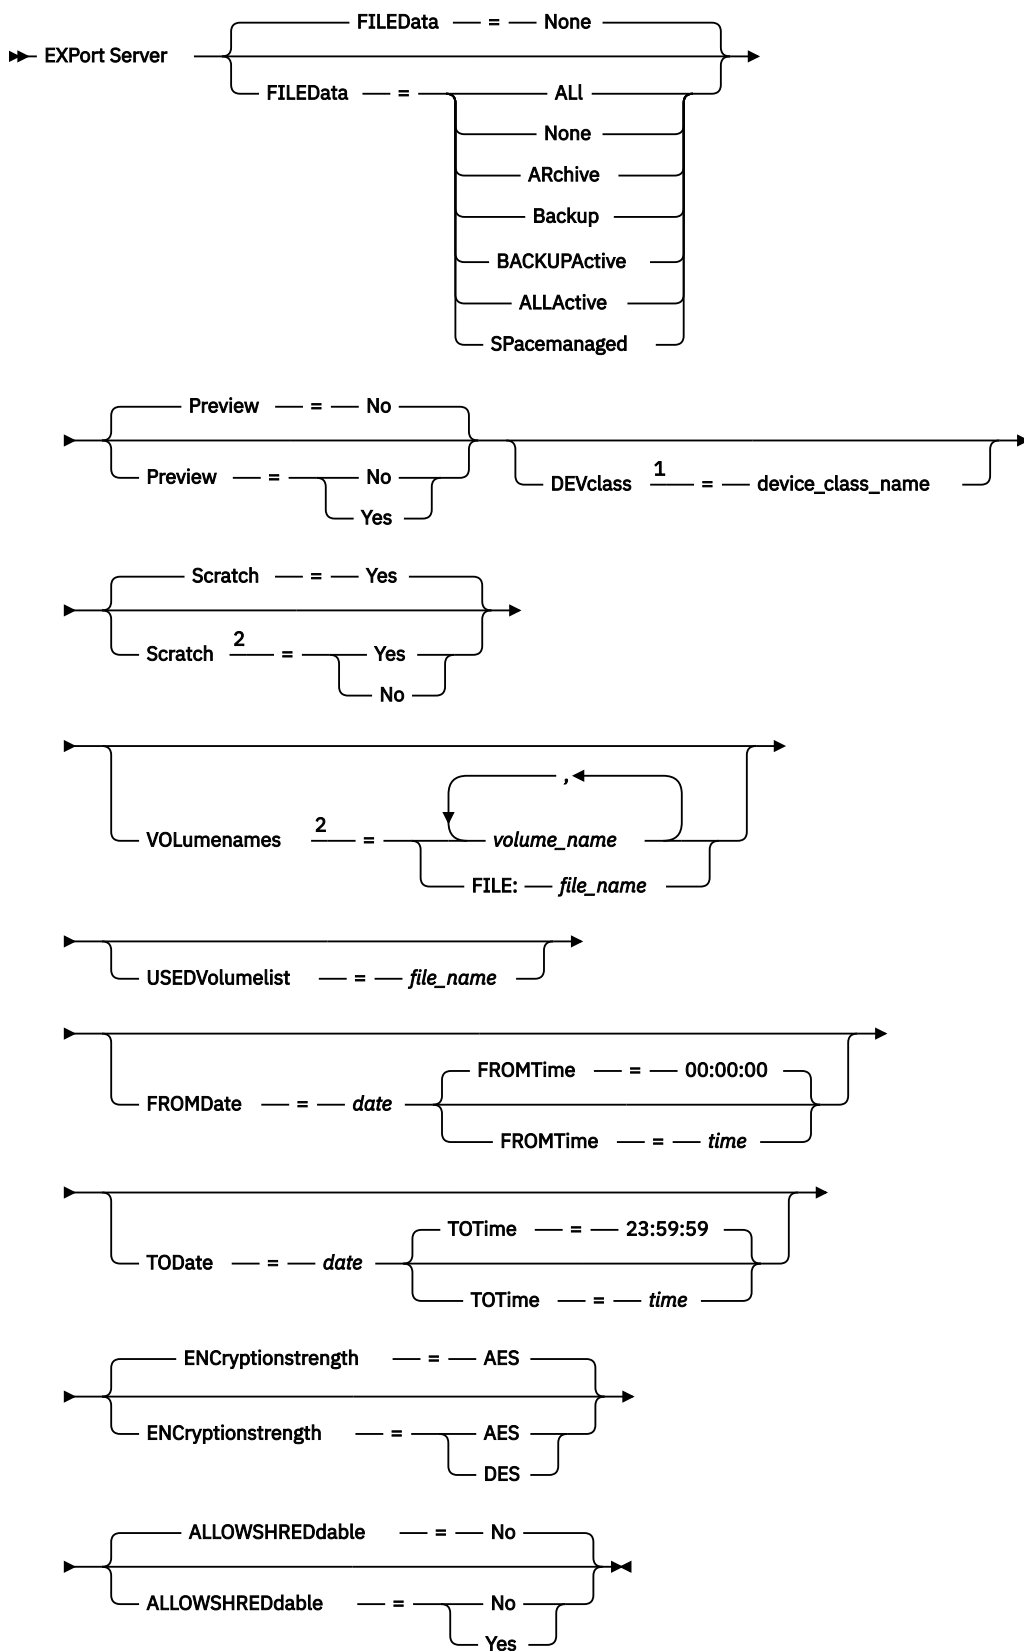 FILEData = None
EXPort Server
FILEData = ALl
None
ARchive
Backup
BACKUPActive
ALLActive
SPacemanaged
Preview = No
Preview = No
Yes
DEVclass 1 = device_class_name
Scratch = Yes
Scratch 2 = Yes
No
,
VOLumenames 2 = volume_name
FILE: file_name
USEDVolumelist = file_name
FROMTime = 00:00:00
FROMDate = date
FROMTime = time
TOTime = 23:59:59
TODate = date
TOTime = time
ENCryptionstrength = AES
ENCryptionstrength = AES
DES
ALLOWSHREDdable = No
ALLOWSHREDdable = No
Yes